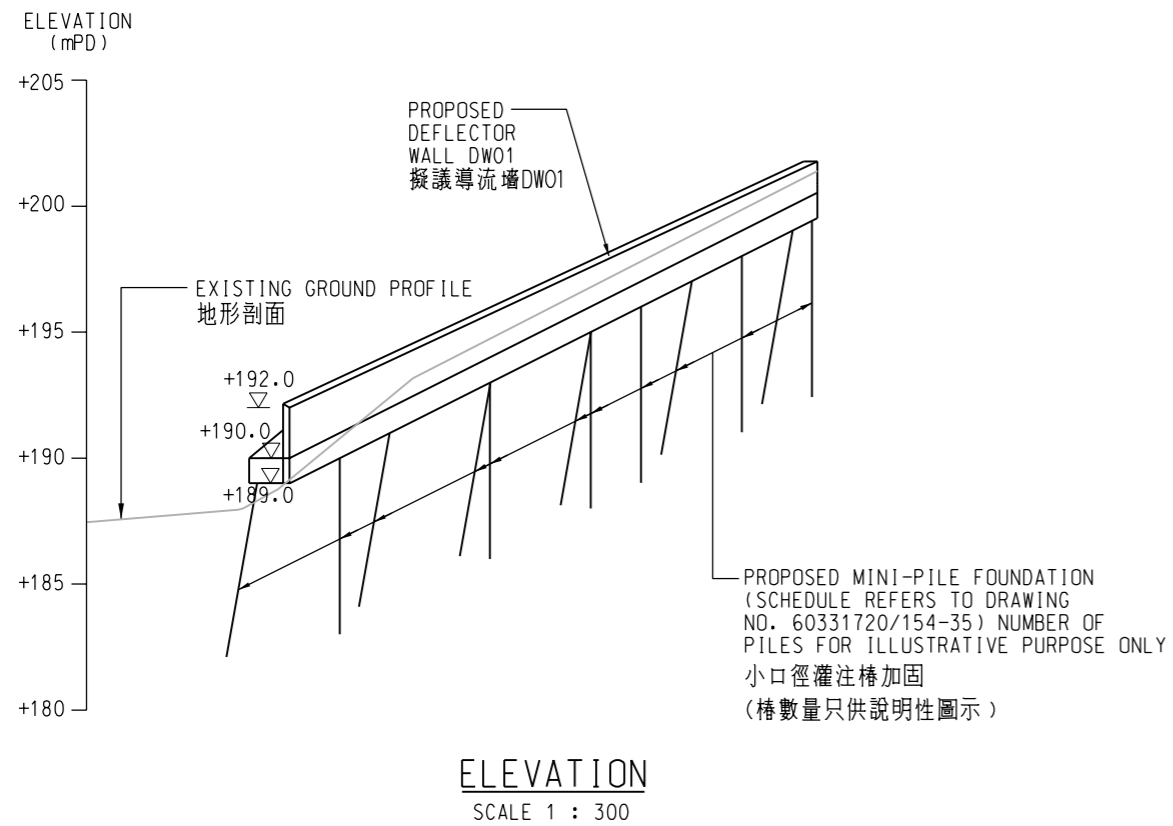 ELEVATION
(mPD)
+205
+200
+195
+190
+185
+180
PROPOSED
DEFLECTOR
WALL DW01
擬議導流墻DW01
EXISTING GROUND PROFILE
地形剖面
+192.0
+190.0
+189.0
PROPOSED MINI-PILE FOUNDATION
(SCHEDULE REFERS TO DRAWING
NO. 60331720/154-35) NUMBER OF
PILES FOR ILLUSTRATIVE PURPOSE ONLY
小口徑灌注樁加固
(樁數量只供說明性圖示)
ELEVATION
SCALE 1 : 300